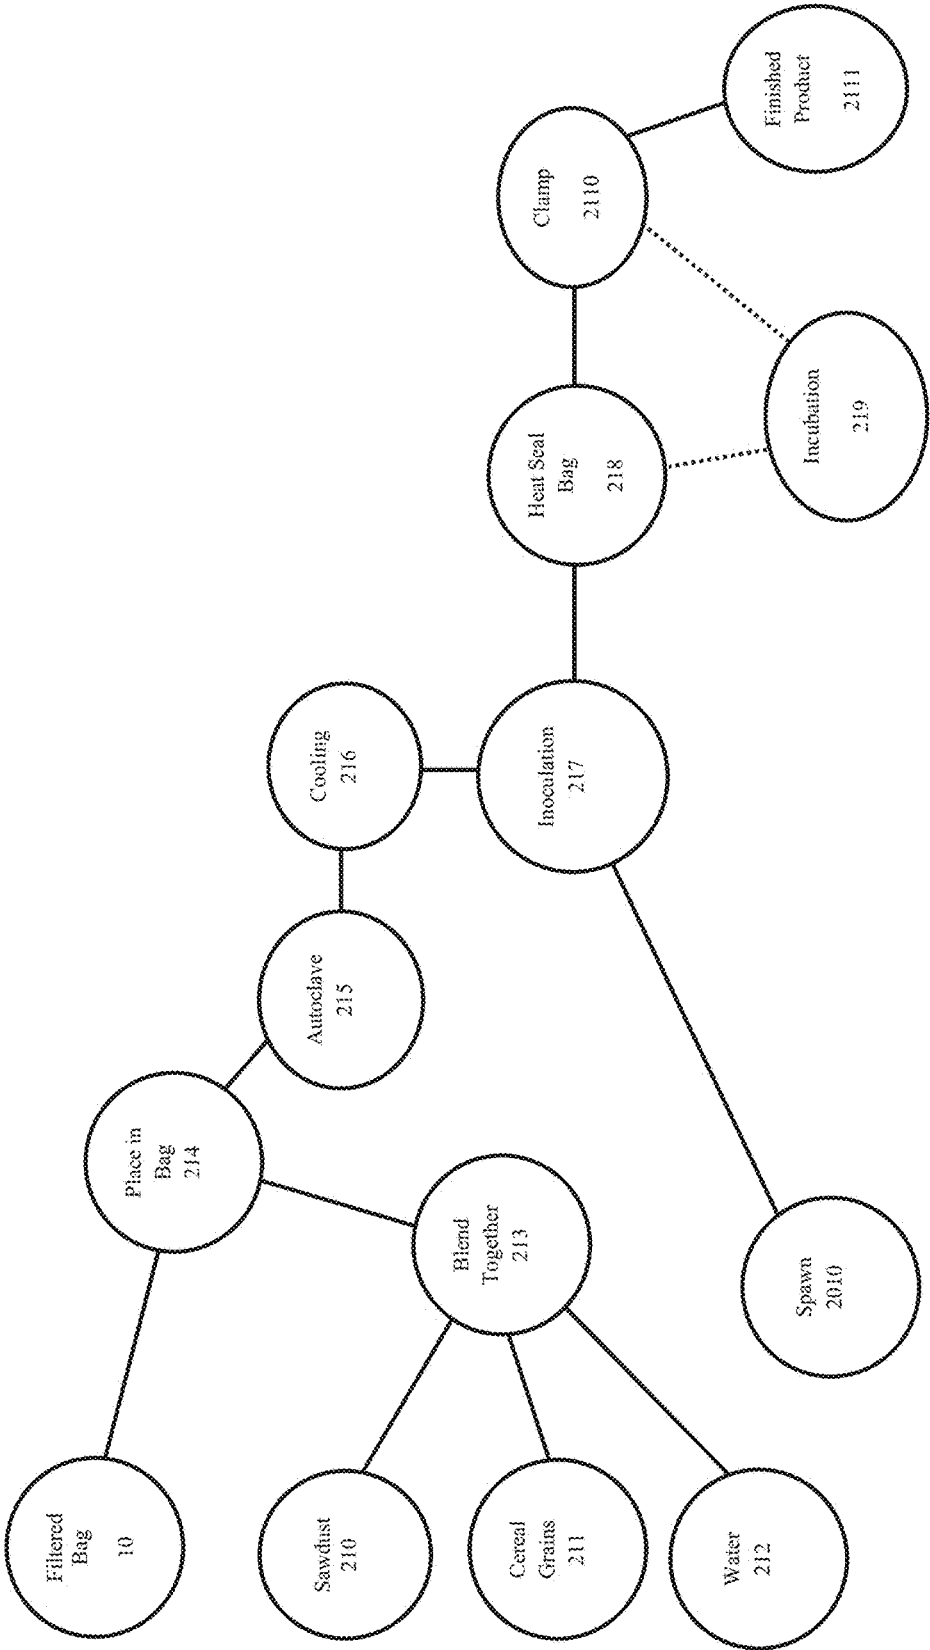 Filtered
Bag
10
Sawdust
210
Cereal
Grains
211
Water
212
Blend
Together
213
Place in
Bag
214
Autoclave
215
Cooling
216
Spawn
2010
Inoculation
217
Heat Seal
Bag
218
Incubation
219
Clamp
2110
Finished
Product
2111